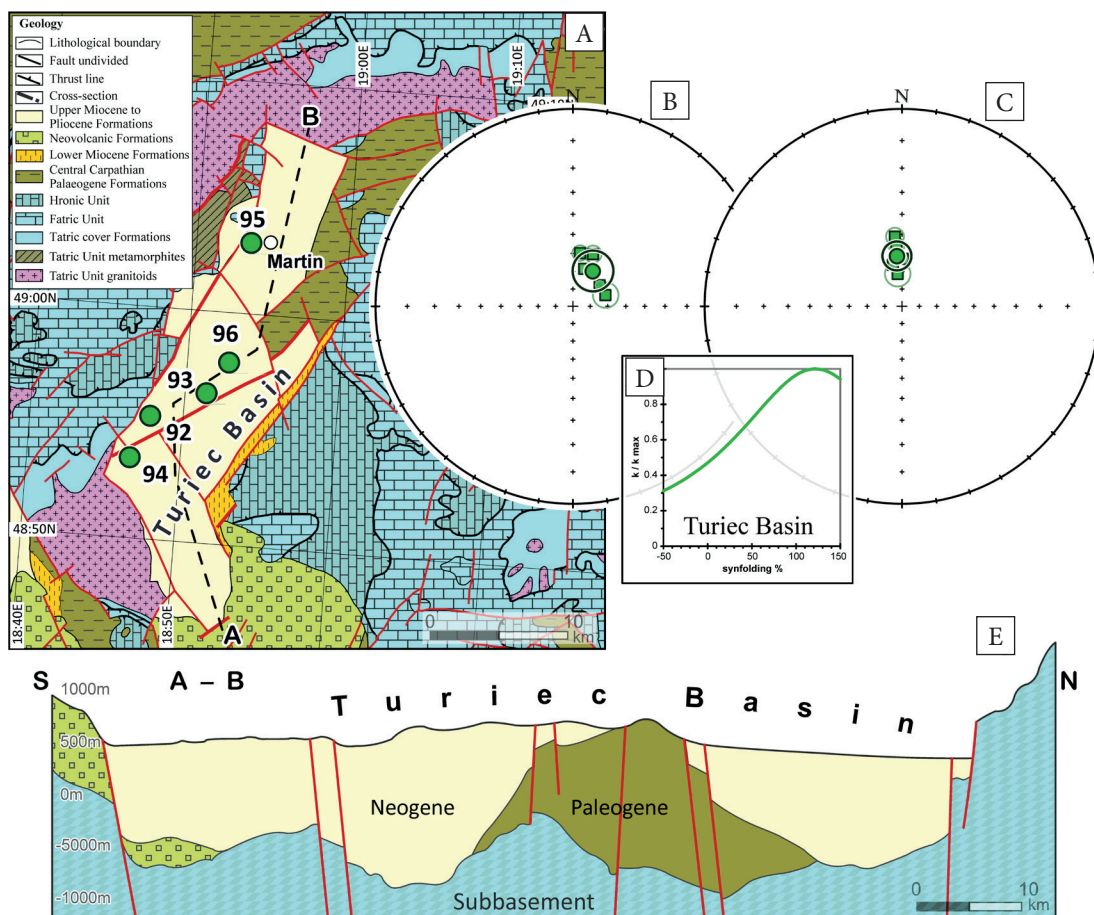 Geology
Lithological boundary
Fault undivided
Thrust line
Cross-section
Upper Miocene to
Pliocene Formations
Neovolcanic Formations
Lower Miocene Formations
Central Carpathian
Palaeogene Formations
Hronic Unit
Fatric Unit
Tatric cover Formations
Tatric Unit metamorphites
Tatric Unit granitoids
A
19:00E
19:10E
49:10N
B
95
Martin
49:00N
96
93
92
94
Turiec Basin
48:50N
18:40E
18:50E
A
0 10
km
B
N
C
N
D
k / k max
0.8
0.6
0.4
0.2
0
-50 0 50 100 150
synfolding %
Turiec Basin
E
S A – B Turiec Basin N
1000m
500m
0m
-5000m
-1000m
Neogene
Paleogene
Subbasement
0 10
km